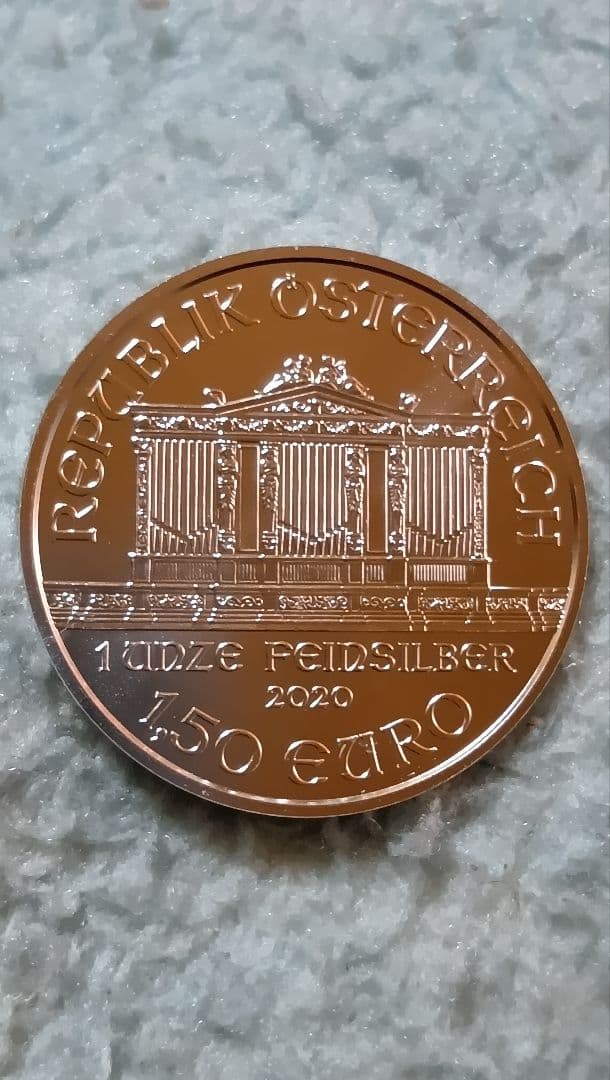 REPUBLIK ÖSTERREICH
1 UNZE FEINSILBER
2020
1,50 EURO